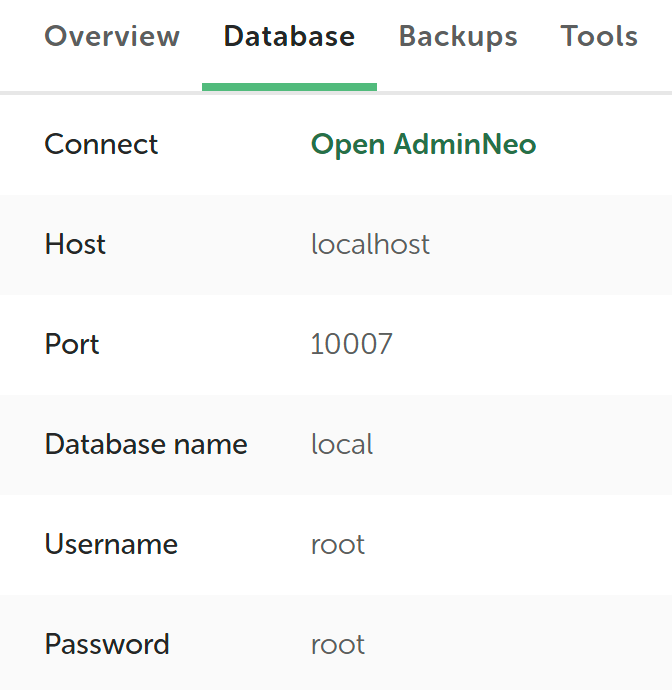 Overview Database Backups Tools
Connect Open AdminNeo
Host localhost
Port 10007
Database name local
Username root
Password root